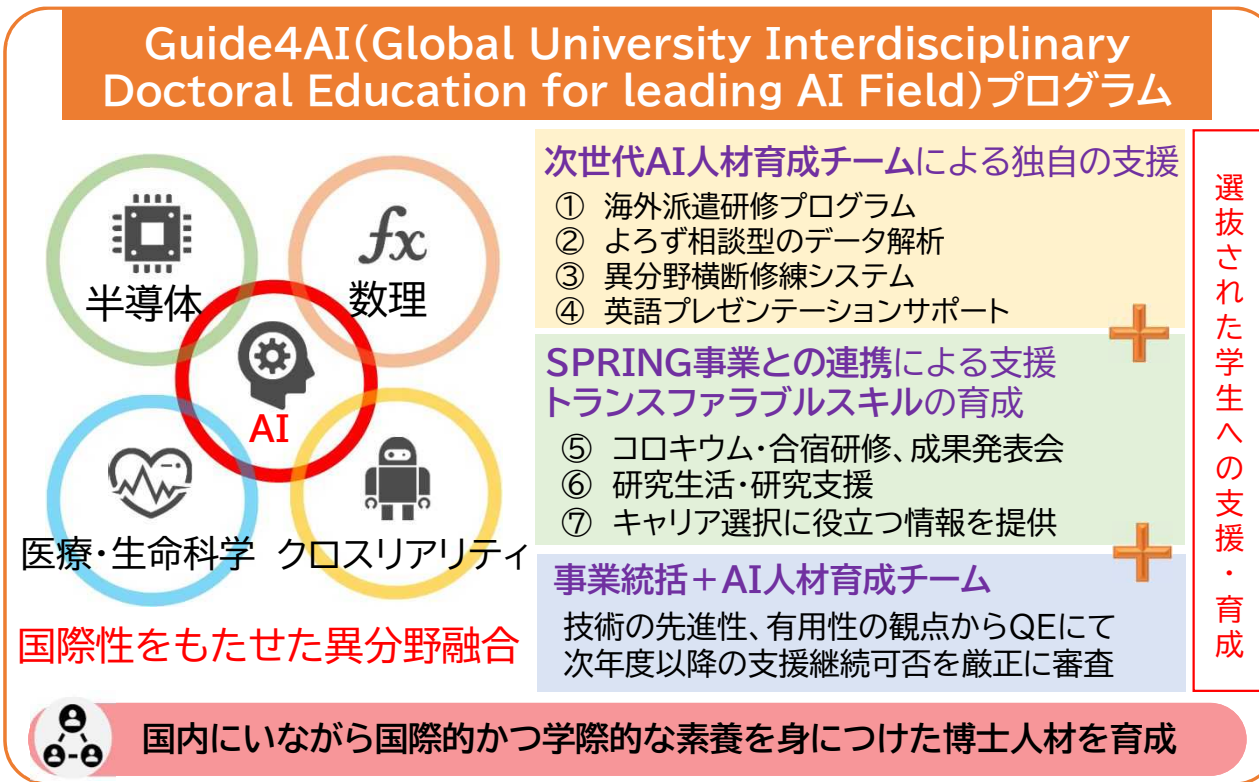 Guide4AI(Global University Interdisciplinary
Doctoral Education for leading AI Field)プログラム
半導体
fx
数理
AI
医療・生命科学
クロスリアリティ
国際性をもたせた異分野融合
次世代AI人材育成チームによる独自の支援
① 海外派遣研修プログラム
② よろず相談型のデータ解析
③ 異分野横断修練システム
④ 英語プレゼンテーションサポート
SPRING事業との連携による支援
トランスファラブルスキルの育成
⑤ コロキウム・合宿研修、成果発表会
⑥ 研究生活・研究支援
⑦ キャリア選択に役立つ情報を提供
事業統括+AI人材育成チーム
技術の先進性、有用性の観点からQEにて
次年度以降の支援継続可否を厳正に審査
選抜された学生への支援・育成
国内にいながら国際的かつ学際的な素養を身につけた博士人材を育成